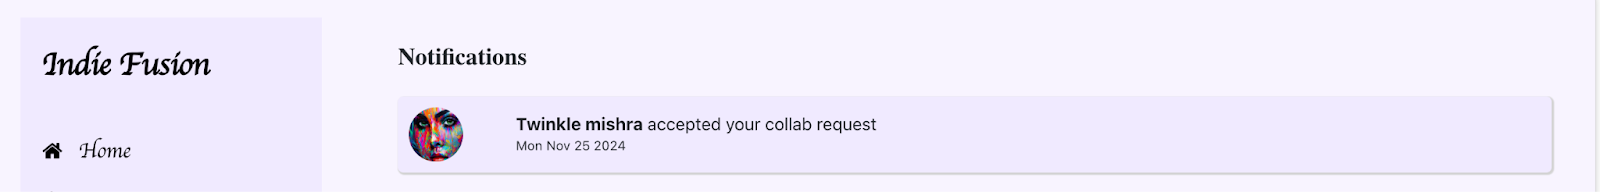 Indie Fusion
Home
Notifications
Twinkle mishra accepted your collab request
Mon Nov 25 2024